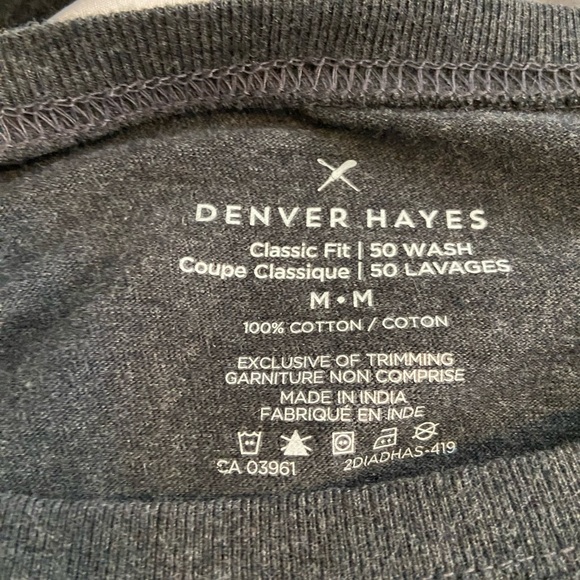 DENVER HAYES
Classic Fit | 50 WASH
Coupe Classique | 50 LAVAGES
M • M
100% COTTON / COTON
EXCLUSIVE OF TRIMMING
GARNITURE NON COMPRISE
MADE IN INDIA
FABRIQUÉ EN INDE
CA 03961 2DIADHAS-419